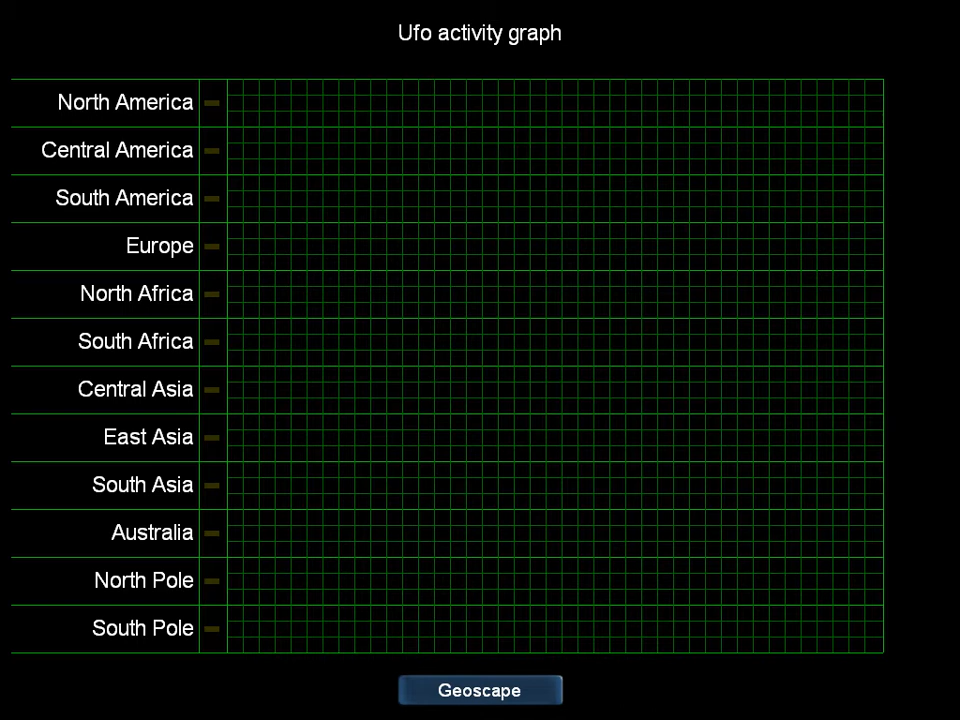 Ufo activity graph
North America
Central America
South America
Europe
North Africa
South Africa
Central Asia
East Asia
South Asia
Australia
North Pole
South Pole
Geoscape